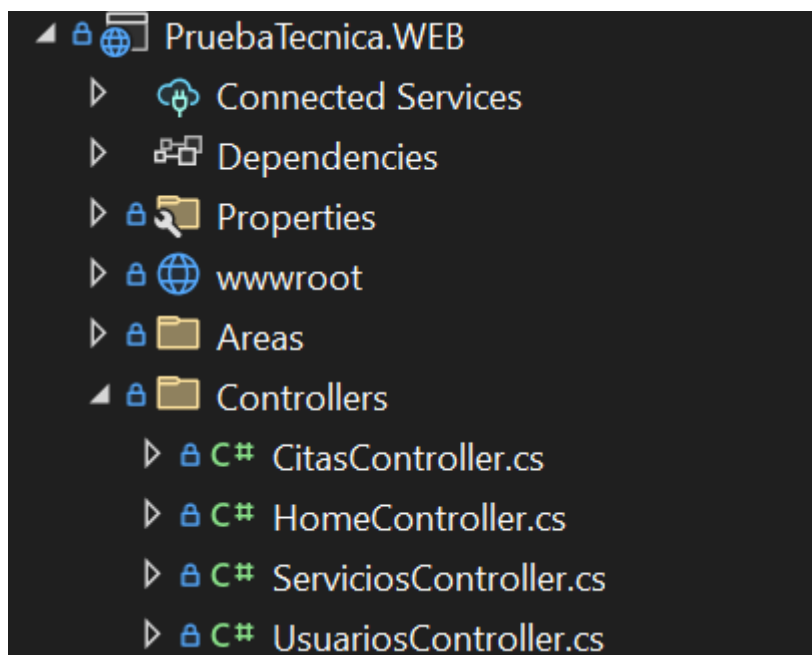 PruebaTecnica.WEB
Connected Services
Dependencies
Properties
wwwroot
Areas
Controllers
C# CitasController.cs
C# HomeController.cs
C# ServiciosController.cs
C# UsuariosController.cs